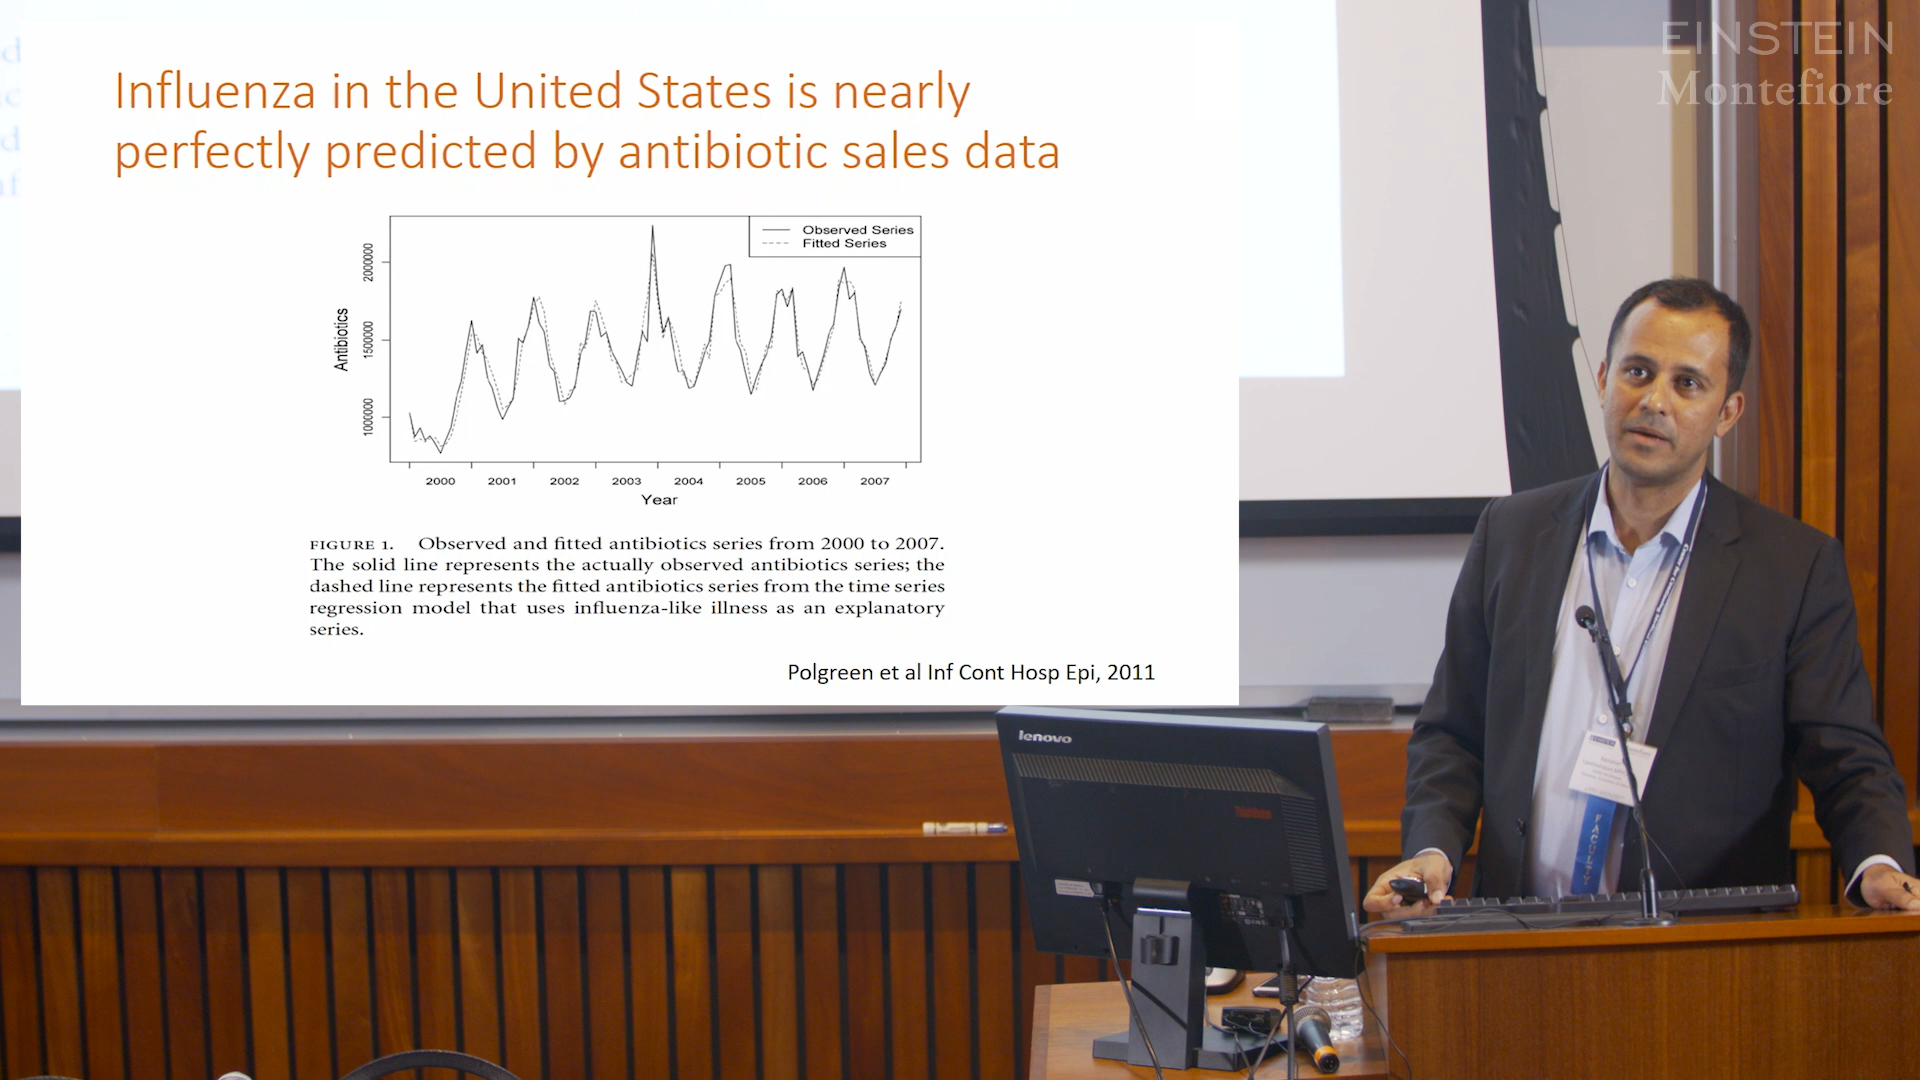 EINSTEIN
Montefiore
Influenza in the United States is nearly
perfectly predicted by antibiotic sales data
Observed Series
Fitted Series
Antibiotics
2000000
1500000
1000000
2000
2001
2002
2003
2004
2005
2006
2007
Year
FIGURE 1. Observed and fitted antibiotics series from 2000 to 2007.
The solid line represents the actually observed antibiotics series; the
dashed line represents the fitted antibiotics series from the time series
regression model that uses influenza-like illness as an explanatory
series.
Polgreen et al Inf Cont Hosp Epi, 2011
lenovo
FACULTY